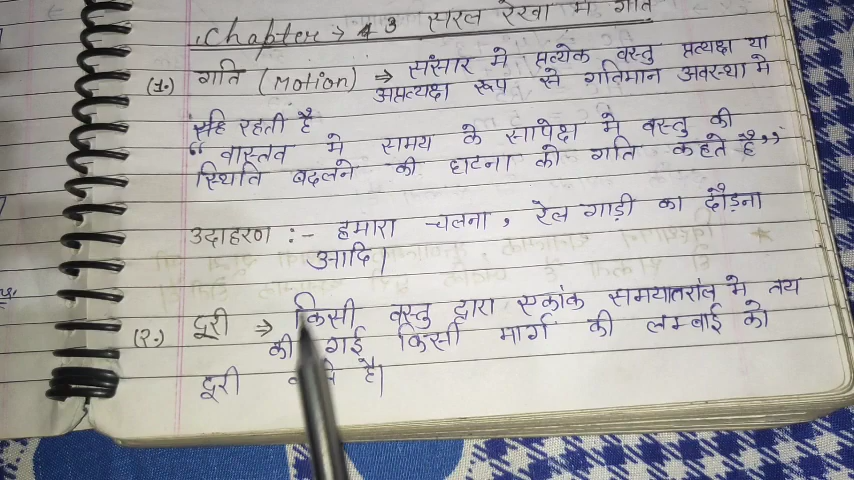 Chapter → 3 सरल रेखा मे गति
(1.) गति (Motion) ⇒ संसार मे प्रत्येक वस्तु प्रत्यक्ष या
अप्रत्यक्ष रूप से गतिमान अवस्था मे
रहती है
“ वास्तव मे समय के सापेक्ष मे वस्तु की
स्थिति बदलने की घटना को गति कहते है”
उदाहरण :- हमारा चलना, रेल गाड़ी का दौड़ना
आदि।
(२.) दूरी ⇒ किसी वस्तु द्वारा एकांक समयातरांल मे तय
की गई किसी मार्ग की लम्बाई को
दूरी है।